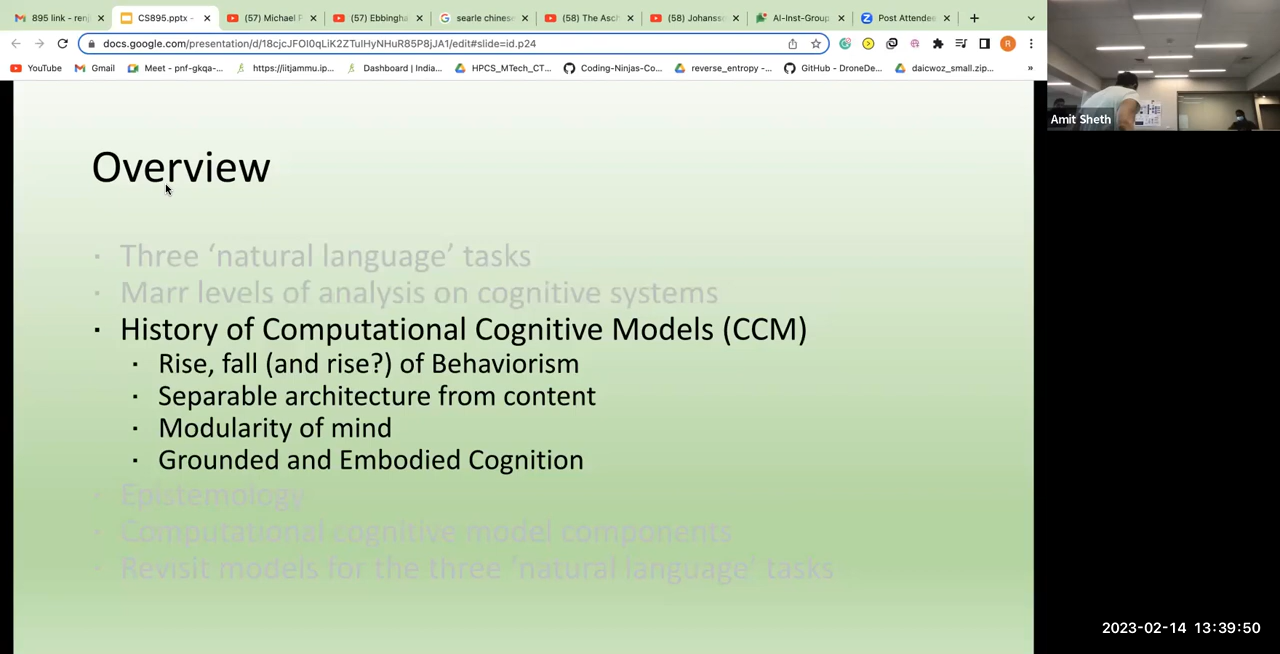 895 link - renj
CS895.pptx -
(57) Michael F
(57) Ebbingha
searle chinese
(58) The Asch
(58) Johansso
AI-Inst-Group
Post Attendee
docs.google.com/presentation/d/18cjcJFOI0qLiK2ZTuIHyNHuR85P8jJA1/edit#slide=id.p24
R
YouTube
Gmail
Meet - pnf-gkqa-...
https://iitjammu.ip...
Dashboard | India...
HPCS_MTech_CT...
Coding-Ninjas-Co...
reverse_entropy -...
GitHub - DroneDe...
daicwoz_small.zip...
»
Amit Sheth
Overview
· Three ‘natural language’ tasks
· Marr levels of analysis on cognitive systems
· History of Computational Cognitive Models (CCM)
· Rise, fall (and rise?) of Behaviorism
· Separable architecture from content
· Modularity of mind
· Grounded and Embodied Cognition
· Epistemology
· Computational cognitive model components
· Revisit models for the three ‘natural language’ tasks
2023-02-14 13:39:50